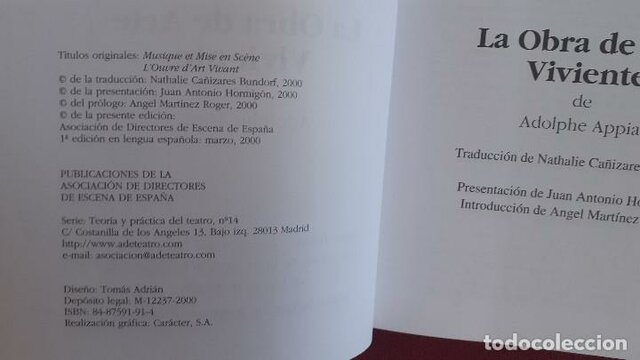 Titulos originales: Musique et Mise en Scène
L'Ouvre d'Art Vivant
© de la traducción: Nathalie Cañizares Bundorf, 2000
© de la presentación: Juan Antonio Hormigón, 2000
© del prólogo: Angel Martínez Roger, 2000
© de la presente edición:
Asociación de Directores de Escena de España
1ª edición en lengua española: marzo, 2000
PUBLICACIONES DE LA
ASOCIACIÓN DE DIRECTORES
DE ESCENA DE ESPAÑA
Serie: Teoría y práctica del teatro, nº14
C/ Costanilla de los Angeles 13, Bajo izq. 28013 Madrid
http://www.adeteatro.com
e-mail: asociacion@adeteatro.com
Diseño: Tomás Adrián
Depósito legal: M-12237-2000
ISBN: 84-87591-91-4
Realización gráfica: Carácter, S.A.
La Obra de
Viviente
de
Adolphe Appia
Traducción de Nathalie Cañizares
Presentación de Juan Antonio Ho
Introducción de Angel Martínez
todocoleccion